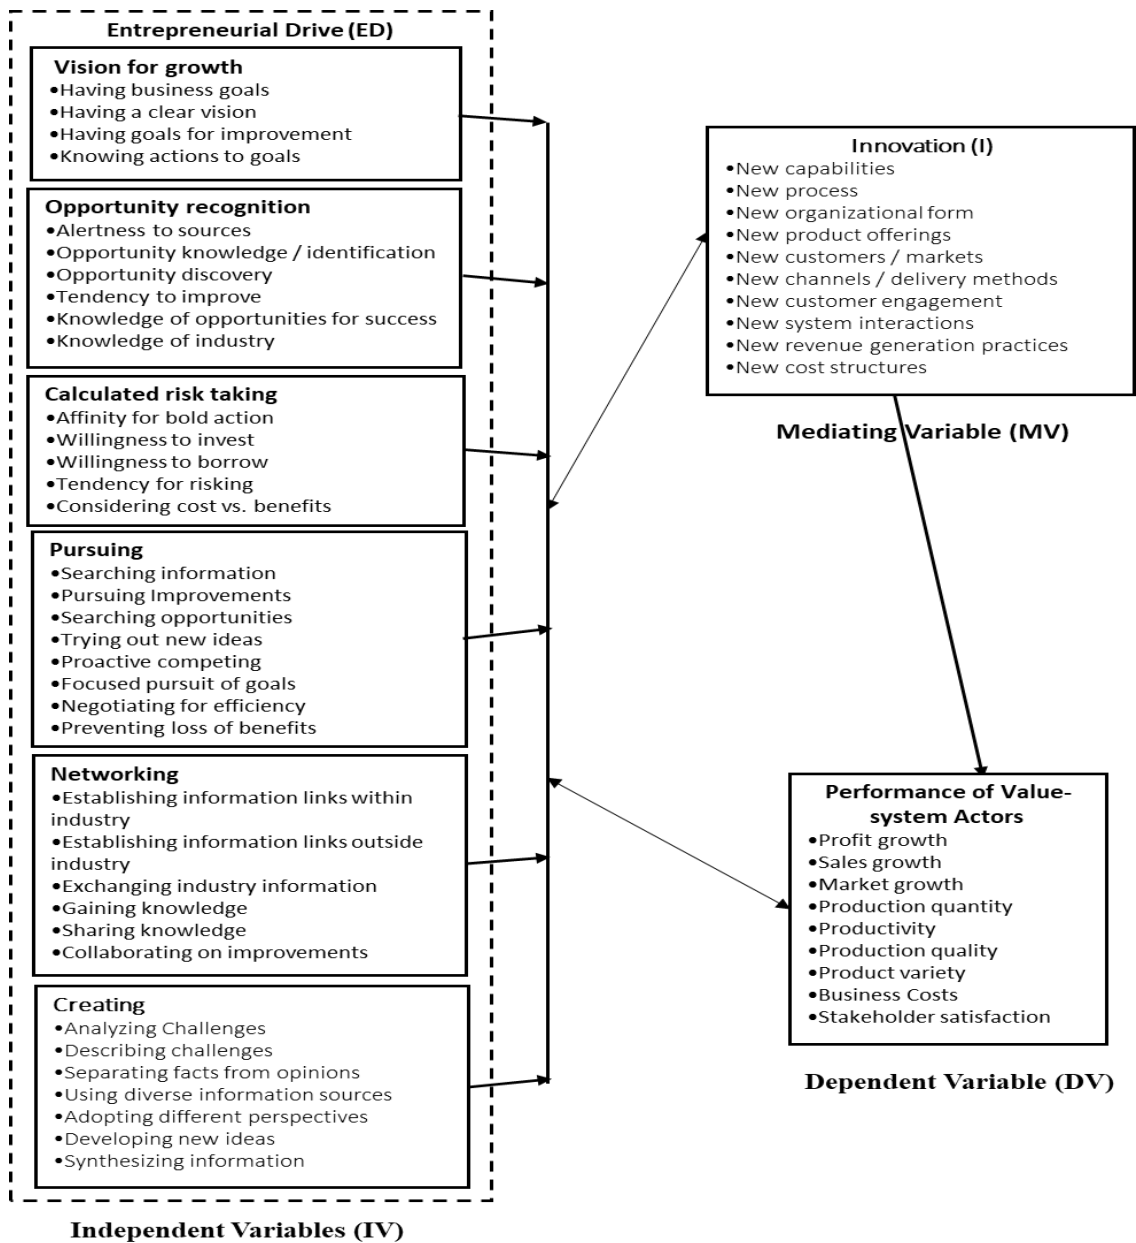 Entrepreneurial Drive (ED)
Vision for growth
•Having business goals
•Having a clear vision
•Having goals for improvement
•Knowing actions to goals
Opportunity recognition
•Alertness to sources
•Opportunity knowledge / identification
•Opportunity discovery
•Tendency to improve
•Knowledge of opportunities for success
•Knowledge of industry
Calculated risk taking
•Affinity for bold action
•Willingness to invest
•Willingness to borrow
•Tendency for risking
•Considering cost vs. benefits
Pursuing
•Searching information
•Pursuing Improvements
•Searching opportunities
•Trying out new ideas
•Proactive competing
•Focused pursuit of goals
•Negotiating for efficiency
•Preventing loss of benefits
Networking
•Establishing information links within
industry
•Establishing information links outside
industry
•Exchanging industry information
•Gaining knowledge
•Sharing knowledge
•Collaborating on improvements
Creating
•Analyzing Challenges
•Describing challenges
•Separating facts from opinions
•Using diverse information sources
•Adopting different perspectives
•Developing new ideas
•Synthesizing information
Independent Variables (IV)
Innovation (I)
•New capabilities
•New process
•New organizational form
•New product offerings
•New customers / markets
•New channels / delivery methods
•New customer engagement
•New system interactions
•New revenue generation practices
•New cost structures
Mediating Variable (MV)
Performance of Value-
system Actors
•Profit growth
•Sales growth
•Market growth
•Production quantity
•Productivity
•Production quality
•Product variety
•Business Costs
•Stakeholder satisfaction
Dependent Variable (DV)